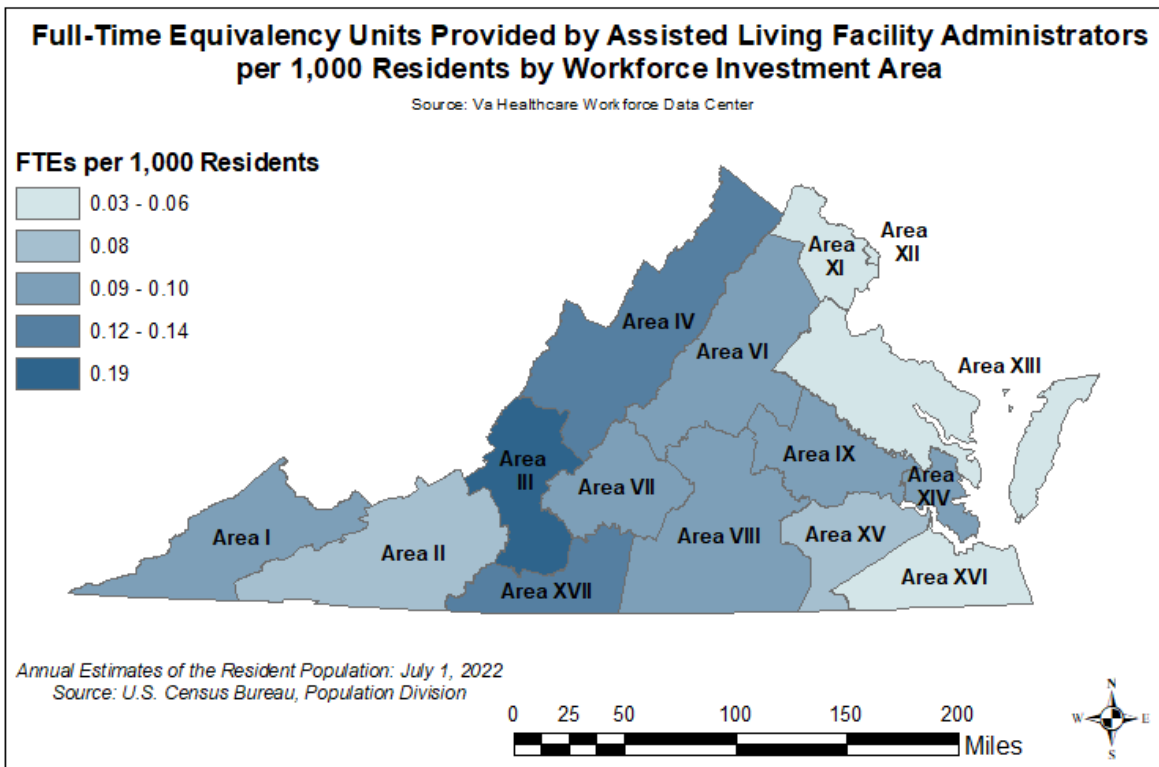 Full-Time Equivalency Units Provided by Assisted Living Facility Administrators
per 1,000 Residents by Workforce Investment Area
Source: Va Healthcare Workforce Data Center
FTEs per 1,000 Residents
0.03 - 0.06
0.08
0.09 - 0.10
0.12 - 0.14
0.19
Area
XII
Area
XI
Area IV
Area VI
Area XIII
Area
III
Area IX
Area VII
Area
XIV
Area I
Area II
Area VIII
Area XV
Area XVI
Area XVII
Annual Estimates of the Resident Population: July 1, 2022
Source: U.S. Census Bureau, Population Division
0 25 50 100 150 200
Miles
N
W E
S